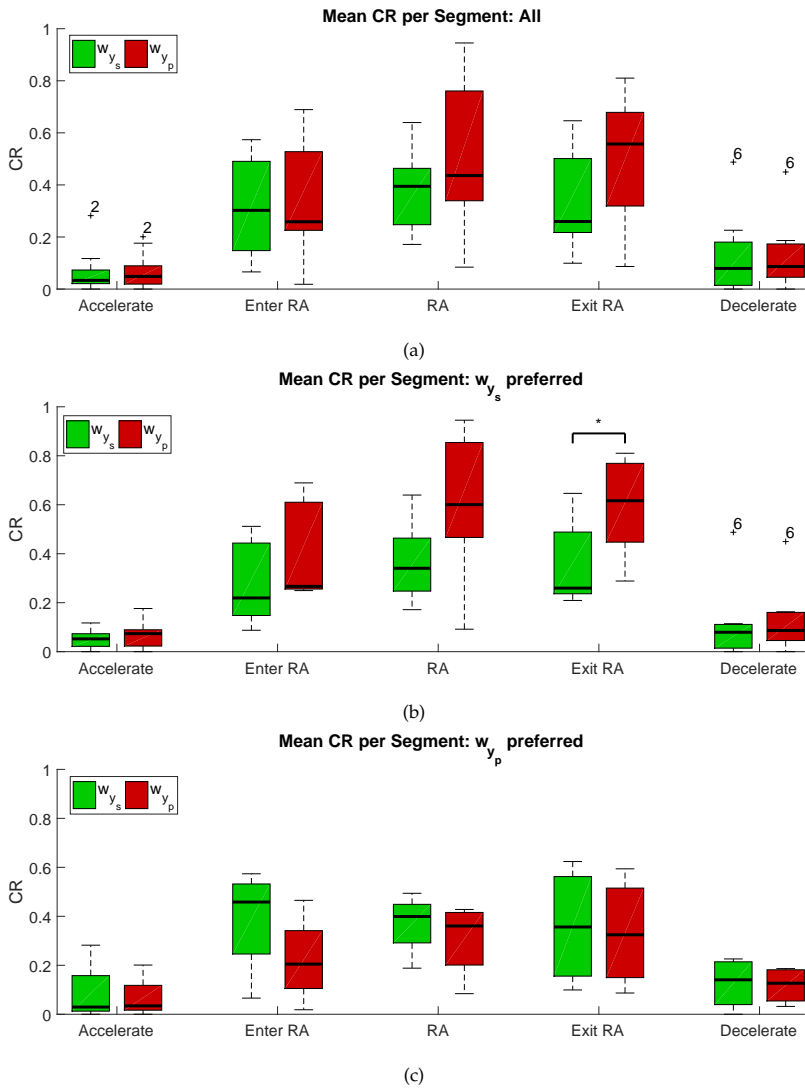 Mean CR per Segment: All
1
0.8
0.6
0.4
0.2
0
CR
w_{y_s} w_{y_p}
2 2 6 6
Accelerate Enter RA RA Exit RA Decelerate
(a)
Mean CR per Segment: w_{y_s} preferred
1
0.8
0.6
0.4
0.2
0
CR
w_{y_s} w_{y_p}
*
6 6
Accelerate Enter RA RA Exit RA Decelerate
(b)
Mean CR per Segment: w_{y_p} preferred
1
0.8
0.6
0.4
0.2
0
CR
w_{y_s} w_{y_p}
Accelerate Enter RA RA Exit RA Decelerate
(c)